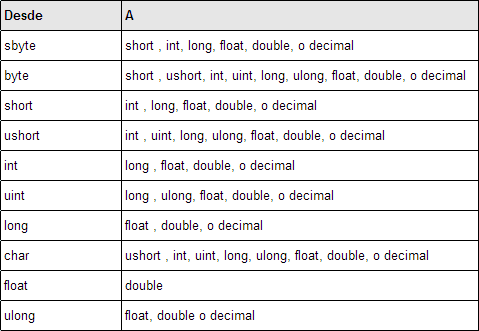 Desde A
sbyte short , int, long, float, double, o decimal
byte short , ushort, int, uint, long, ulong, float, double, o decimal
short int , long, float, double, o decimal
ushort int , uint, long, ulong, float, double, o decimal
int long , float, double, o decimal
uint long , ulong, float, double, o decimal
long float , double, o decimal
char ushort , int, uint, long, ulong, float, double, o decimal
float double
ulong float, double o decimal